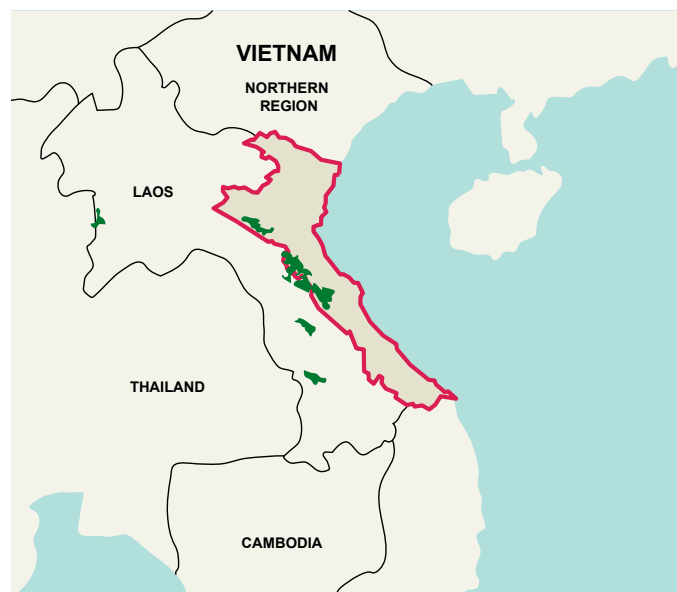 VIETNAM
NORTHERN
REGION
LAOS
THAILAND
CAMBODIA